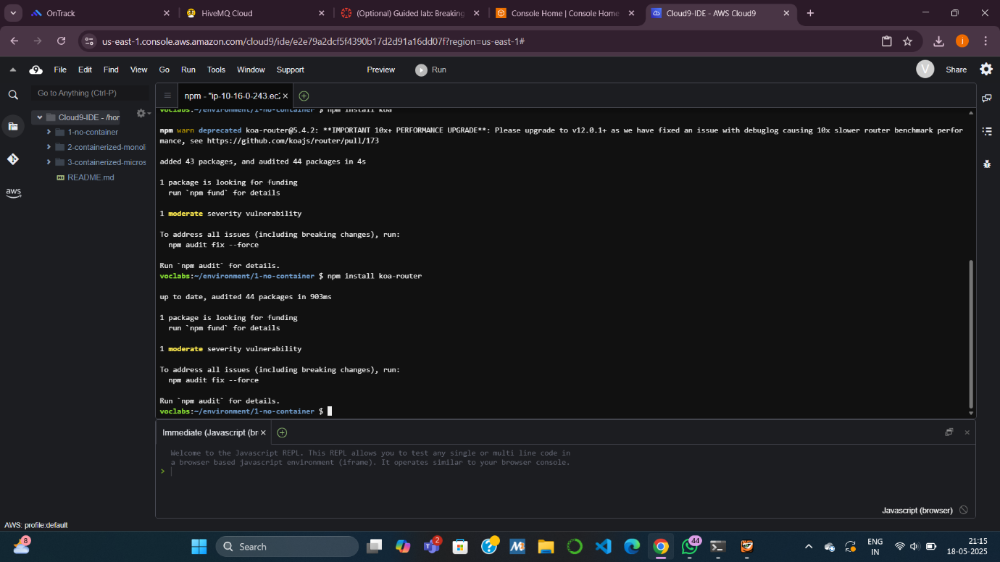 OnTrack
HiveMQ Cloud
(Optional) Guided lab: Breaking
Console Home | Console Home
Cloud9-IDE - AWS Cloud9
us-east-1.console.aws.amazon.com/cloud9/ide/e2e79a2dcf5f4390b17d2d91a16dd07f?region=us-east-1#
j
9 File Edit Find View Go Run Tools Window Support Preview Run V Share
Go to Anything (Ctrl-P)
npm - "ip-10-16-0-243.ec2
Cloud9-IDE - /hor
1-no-container
2-containerized-monoli
3-containerized-micros
README.md
aws
voclabs:~/environment/1-no-container $ npm install koa
npm warn deprecated koa-router@5.4.2: **IMPORTANT 10x+ PERFORMANCE UPGRADE**: Please upgrade to v12.0.1+ as we have fixed an issue with debuglog causing 10x slower router benchmark perfor
mance, see https://github.com/koajs/router/pull/173
added 43 packages, and audited 44 packages in 4s
1 package is looking for funding
run `npm fund` for details
1 moderate severity vulnerability
To address all issues (including breaking changes), run:
npm audit fix --force
Run `npm audit` for details.
voclabs:~/environment/1-no-container $ npm install koa-router
up to date, audited 44 packages in 903ms
1 package is looking for funding
run `npm fund` for details
1 moderate severity vulnerability
To address all issues (including breaking changes), run:
npm audit fix --force
Run `npm audit` for details.
voclabs:~/environment/1-no-container $
Immediate (Javascript (br
Welcome to the Javascript REPL. This REPL allows you to test any single or multi line code in
a browser based javascript environment (iframe). It operates similar to your browser console.
>
Javascript (browser)
AWS: profile:default
8
Search
2
44
ENG
IN
21:15
18-05-2025